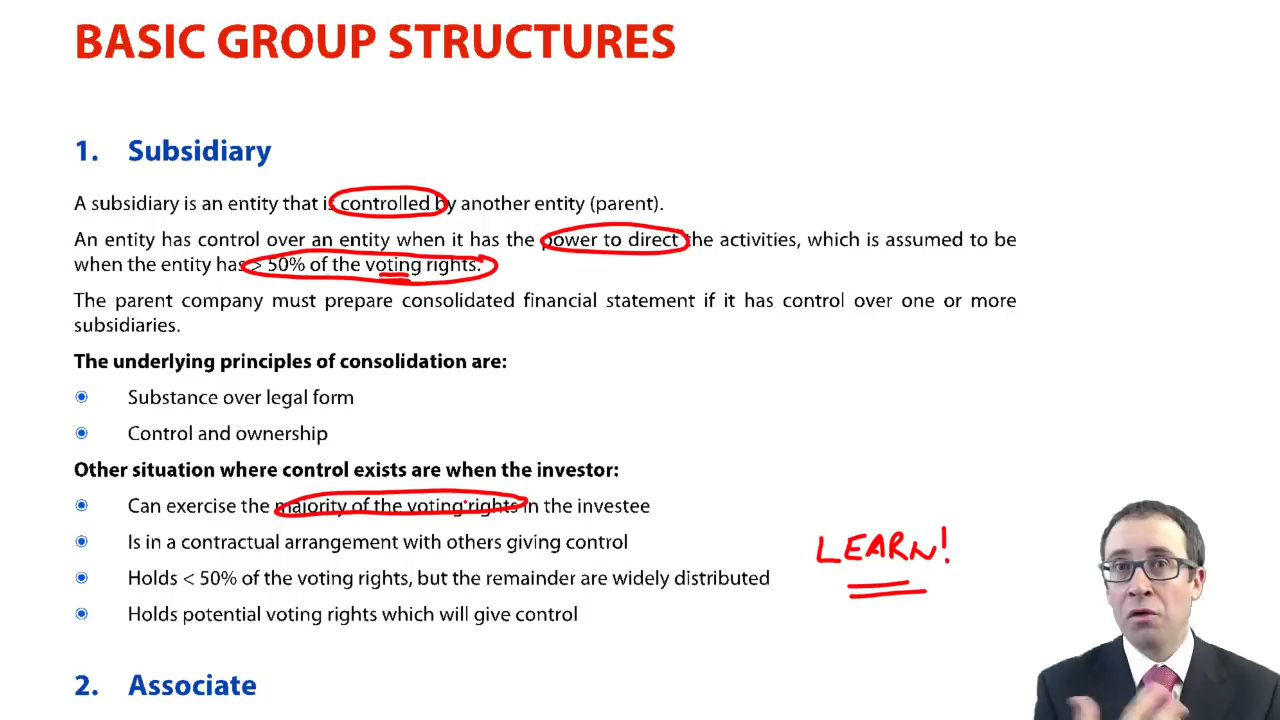 BASIC GROUP STRUCTURES
1. Subsidiary
A subsidiary is an entity that is controlled by another entity (parent).
An entity has control over an entity when it has the power to direct the activities, which is assumed to be
when the entity has > 50% of the voting rights.
The parent company must prepare consolidated financial statement if it has control over one or more
subsidiaries.
The underlying principles of consolidation are:
Substance over legal form
Control and ownership
Other situation where control exists are when the investor:
Can exercise the majority of the voting rights in the investee
Is in a contractual arrangement with others giving control
Holds < 50% of the voting rights, but the remainder are widely distributed
Holds potential voting rights which will give control
LEARN!
2. Associate